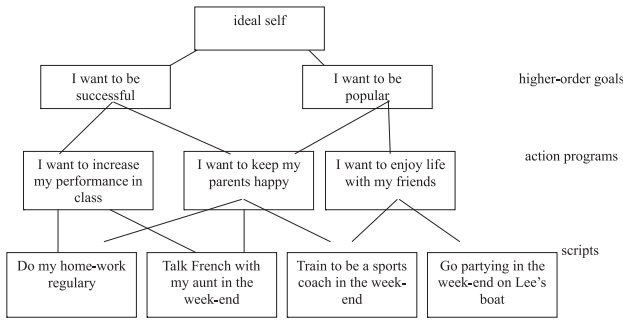 ideal self
I want to be
successful
I want to be
popular
higher-order goals
I want to increase
my performance in
class
I want to keep my
parents happy
I want to enjoy life
with my friends
action programs
Do my home-work
regulary
Talk French with
my aunt in the
week-end
Train to be a sports
coach in the week-
end
Go partying in the
week-end on Lee's
boat
scripts